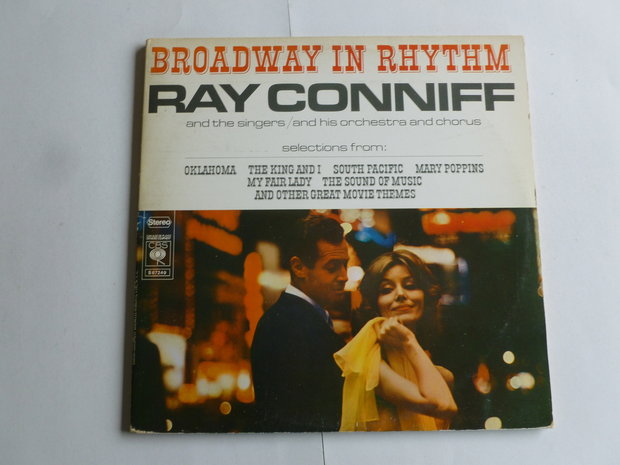 BROADWAY IN RHYTHM
RAY CONNIFF
and the singers/and his orchestra and chorus
selections from:
OKLAHOMA THE KING AND I SOUTH PACIFIC MARY POPPINS
MY FAIR LADY THE SOUND OF MUSIC
AND OTHER GREAT MOVIE THEMES
Stereo
CBS
S 67240